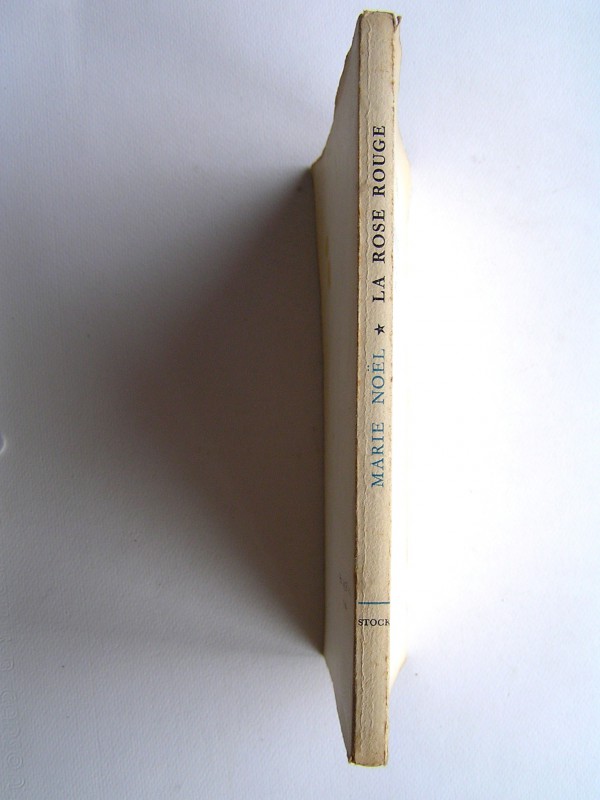 MARIE NOËL ★ LA ROSE ROUGE
STOCK